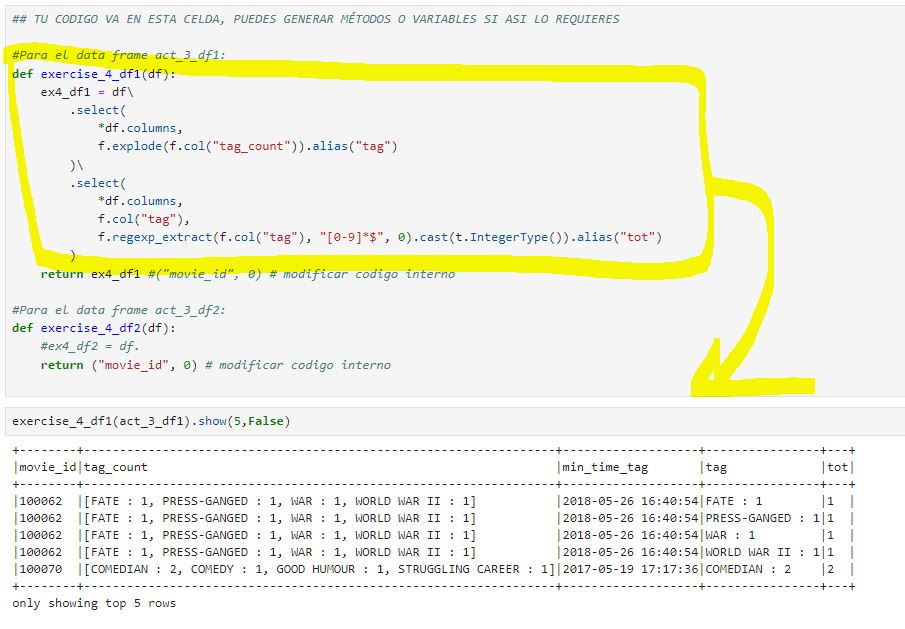 ## TU CODIGO VA EN ESTA CELDA, PUEDES GENERAR MÉTODOS O VARIABLES SI ASI LO REQUIERES
#Para el data frame act_3_df1:
def exercise_4_df1(df):
    ex4_df1 = df\
        .select(
            *df.columns,
            f.explode(f.col("tag_count")).alias("tag")
        )\
        .select(
            *df.columns,
            f.col("tag"),
            f.regexp_extract(f.col("tag"), "[0-9]*$", 0).cast(t.IntegerType()).alias("tot")
        )
    return ex4_df1 #("movie_id", 0) # modificar codigo interno
#Para el data frame act_3_df2:
def exercise_4_df2(df):
    #ex4_df2 = df.
    return ("movie_id", 0) # modificar codigo interno
exercise_4_df1(act_3_df1).show(5,False)
+--------+------------------------------------------------------------------+-------------------+----------------+---+
|movie_id|tag_count                                                         |min_time_tag       |tag             |tot|
+--------+------------------------------------------------------------------+-------------------+----------------+---+
|100062  |[FATE : 1, PRESS-GANGED : 1, WAR : 1, WORLD WAR II : 1]           |2018-05-26 16:40:54|FATE : 1        |1  |
|100062  |[FATE : 1, PRESS-GANGED : 1, WAR : 1, WORLD WAR II : 1]           |2018-05-26 16:40:54|PRESS-GANGED : 1|1  |
|100062  |[FATE : 1, PRESS-GANGED : 1, WAR : 1, WORLD WAR II : 1]           |2018-05-26 16:40:54|WAR : 1         |1  |
|100062  |[FATE : 1, PRESS-GANGED : 1, WAR : 1, WORLD WAR II : 1]           |2018-05-26 16:40:54|WORLD WAR II : 1|1  |
|100070  |[COMEDIAN : 2, COMEDY : 1, GOOD HUMOUR : 1, STRUGGLING CAREER : 1]|2017-05-19 17:17:36|COMEDIAN : 2    |2  |
+--------+------------------------------------------------------------------+-------------------+----------------+---+
only showing top 5 rows